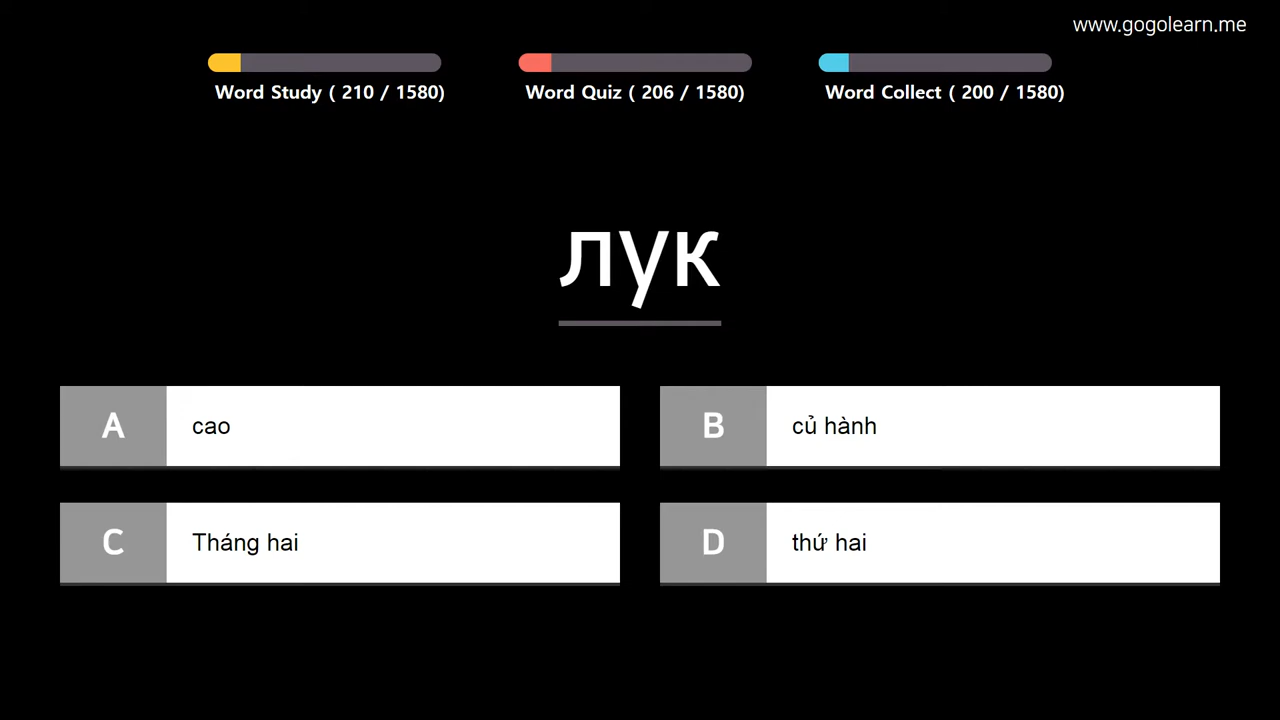 www.gogolearn.me
Word Study ( 210 / 1580)
Word Quiz ( 206 / 1580)
Word Collect ( 200 / 1580)
лук
A cao
B củ hành
C Tháng hai
D thứ hai